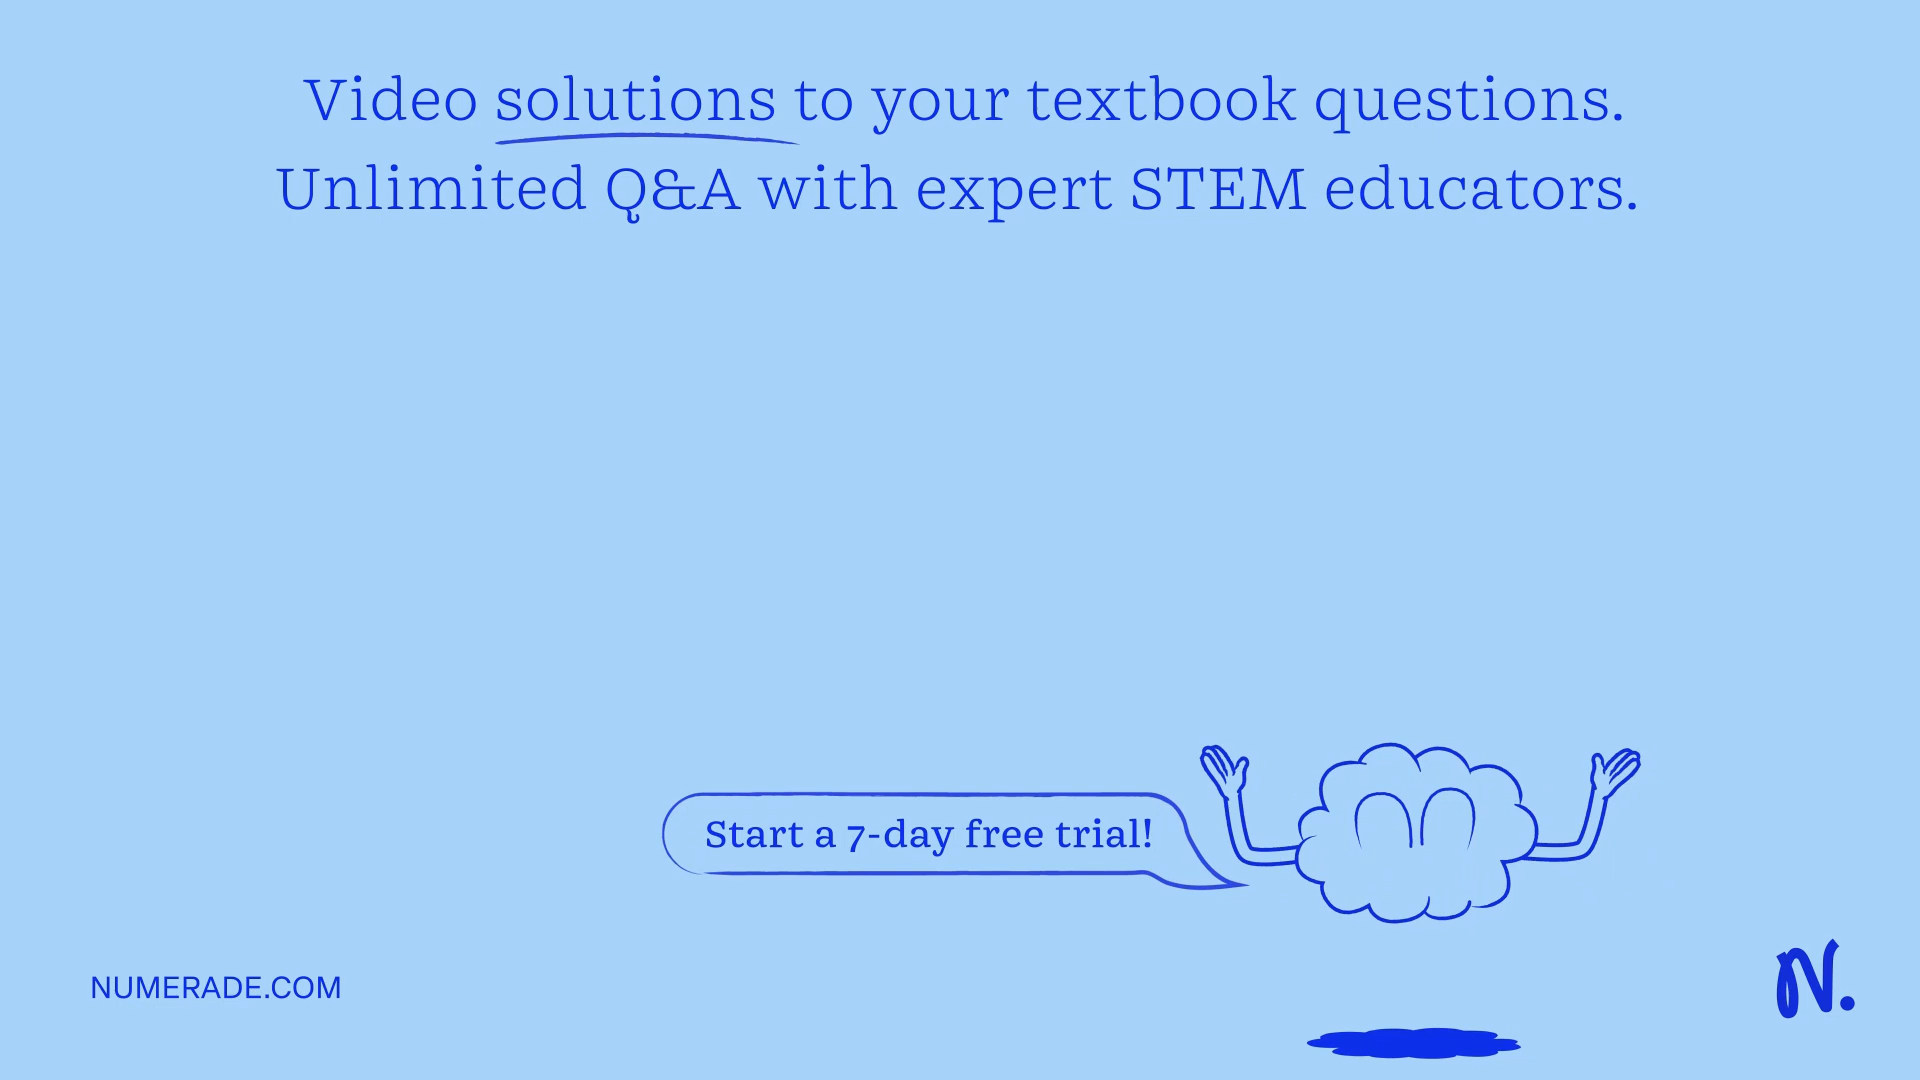 Video solutions to your textbook questions.
Unlimited Q&A with expert STEM educators.
Start a 7-day free trial!
NUMERADE.COM
N.